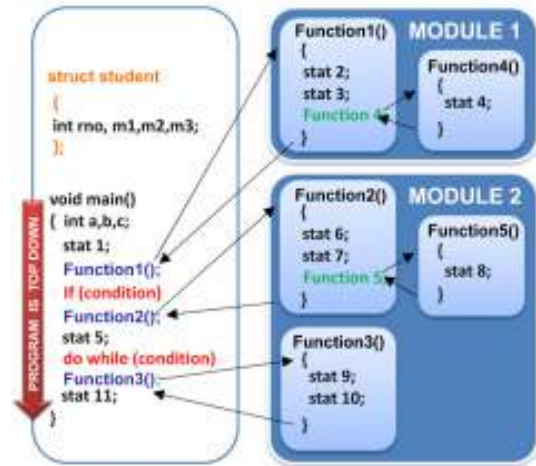 struct student
{
int rno, m1,m2,m3;
};
void main()
{ int a,b,c;
stat 1;
Function1();
If (condition)
Function2();
stat 5;
do while (condition)
Function3();
stat 11;
}
PROGRAM IS TOP DOWN
MODULE 1
Function1()
{
stat 2;
stat 3;
Function 4;
}
Function4()
{
stat 4;
}
MODULE 2
Function2()
{
stat 6;
stat 7;
Function 5;
}
Function5()
{
stat 8;
}
Function3()
{
stat 9;
stat 10;
}